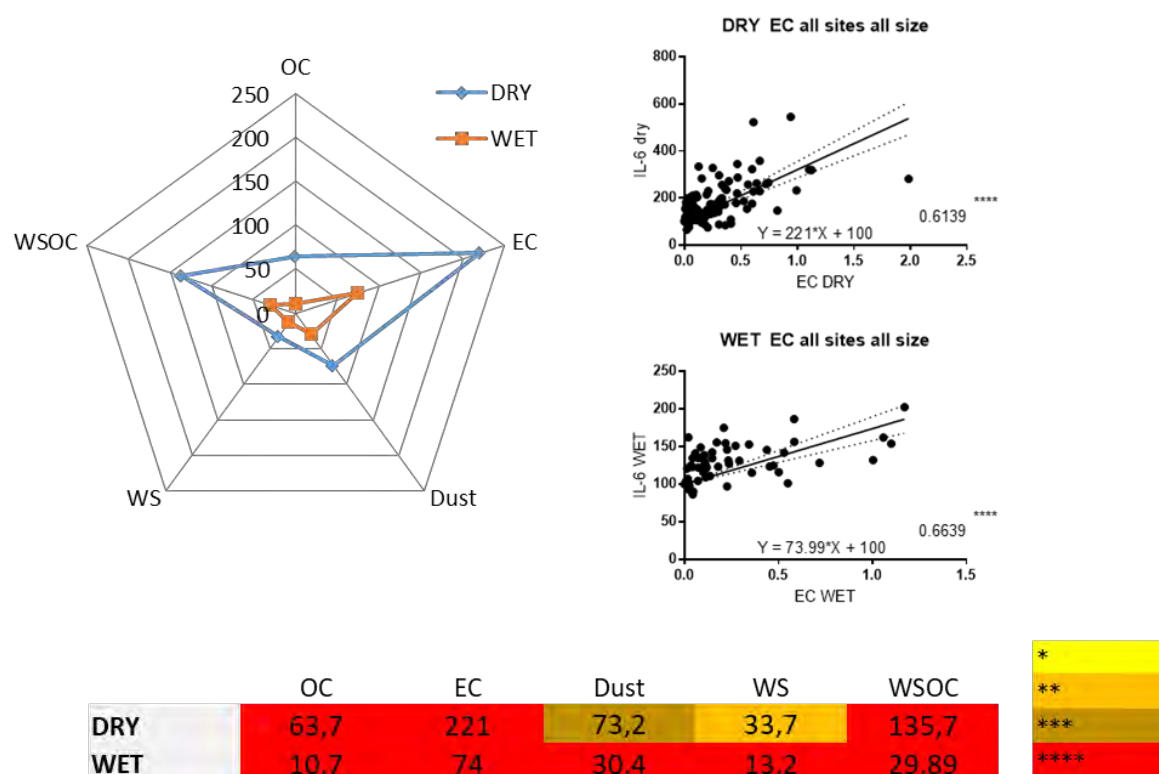 OC
250
200
150
100
50
0
DRY
WET
WSOC
EC
WS
Dust
DRY EC all sites all size
800
600
400
200
0
IL-6 dry
****
0.6139
Y = 221*X + 100
0.0 0.5 1.0 1.5 2.0 2.5
EC DRY
WET EC all sites all size
250
200
150
100
50
0
IL-6 WET
****
0.6639
Y = 73.99*X + 100
0.0 0.5 1.0 1.5
EC WET
OC EC Dust WS WSOC
DRY 63,7 221 73,2 33,7 135,7
WET 10,7 74 30,4 13,2 29,89
*
**
***
****